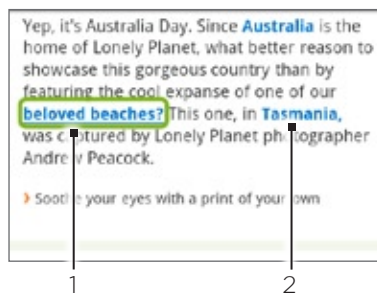 Yep, it's Australia Day. Since Australia is the
home of Lonely Planet, what better reason to
showcase this gorgeous country than by
featuring the cool expanse of one of our
beloved beaches? This one, in Tasmania,
was captured by Lonely Planet photographer
Andrew Peacock.
› Soothe your eyes with a print of your own
1 2